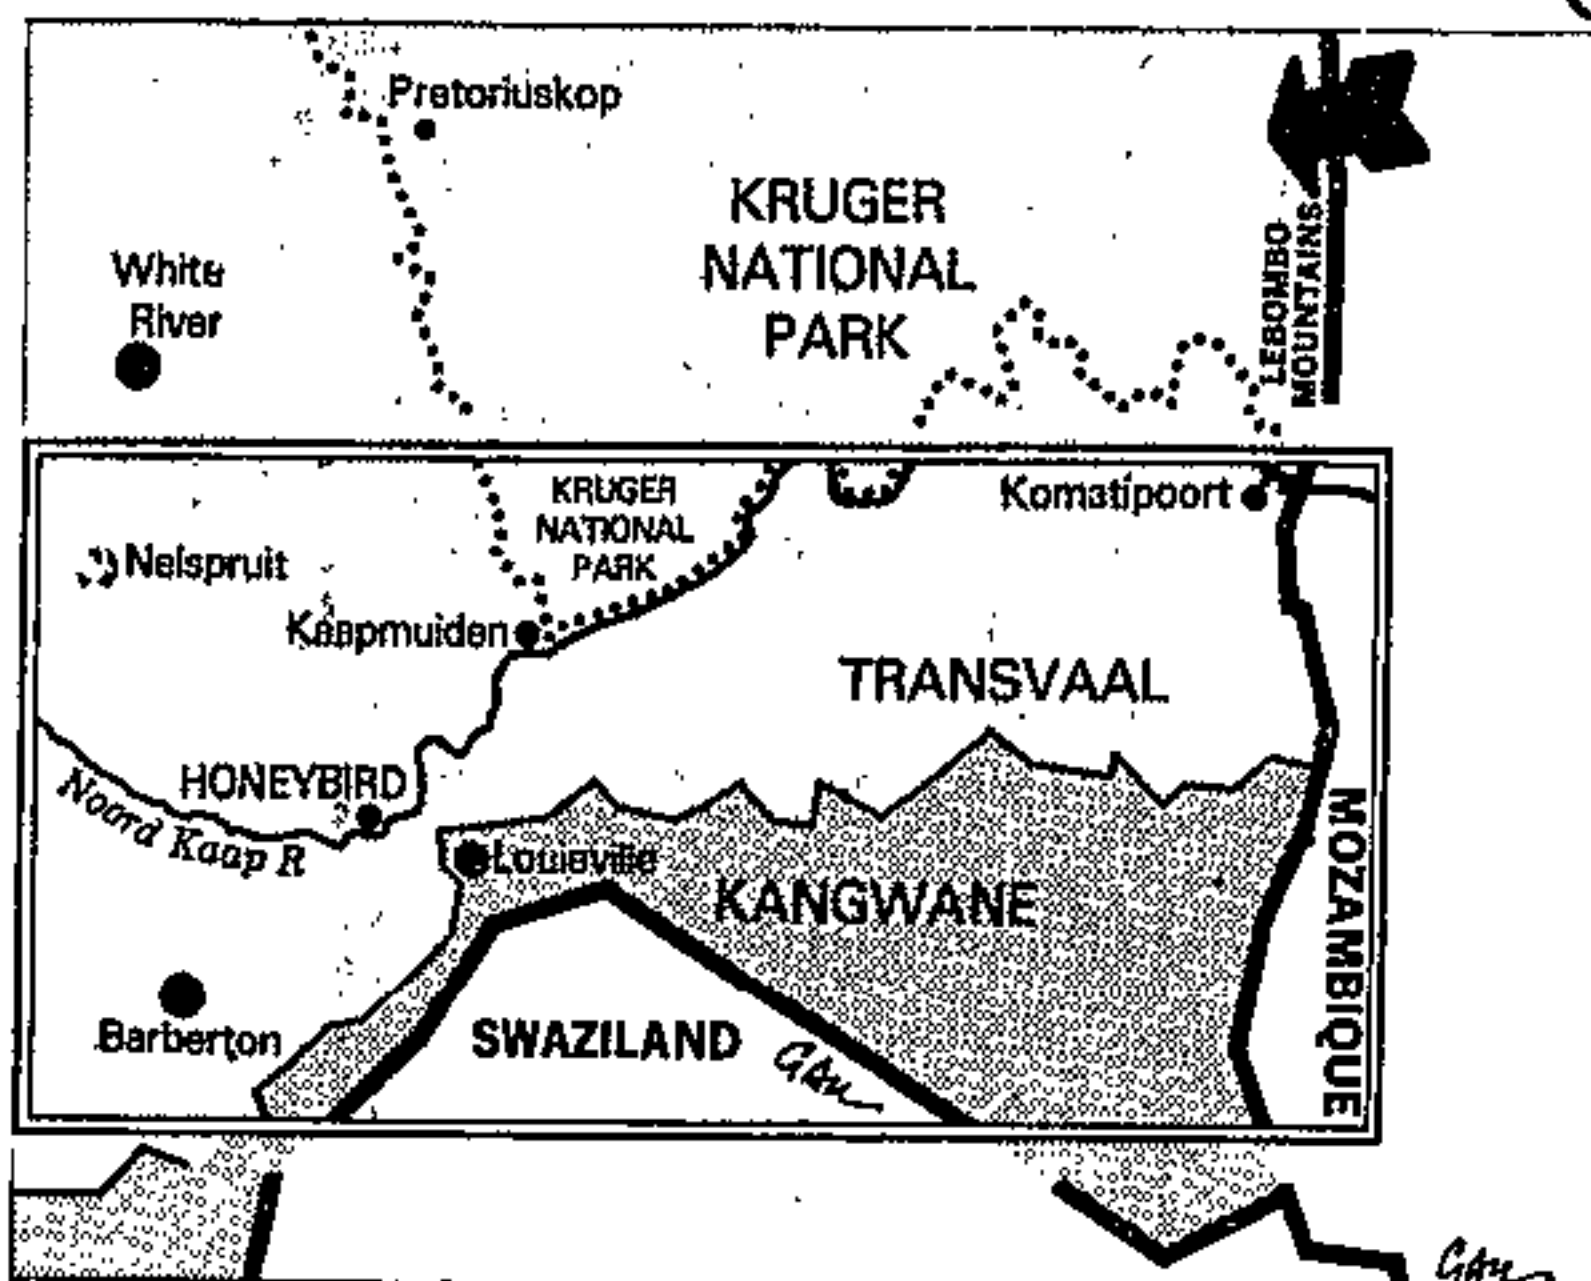 Pretoriuskop
KRUGER
NATIONAL
PARK
White
River
LEBOMBO
MOUNTAINS
KRUGER
NATIONAL
PARK
Komatipoort
Nelspruit
Kaapmuiden
TRANSVAAL
HONEYBIRD
Noord Kaap R
Louieville
KANGWANE
MOZAMBIQUE
Barberton
SWAZILAND